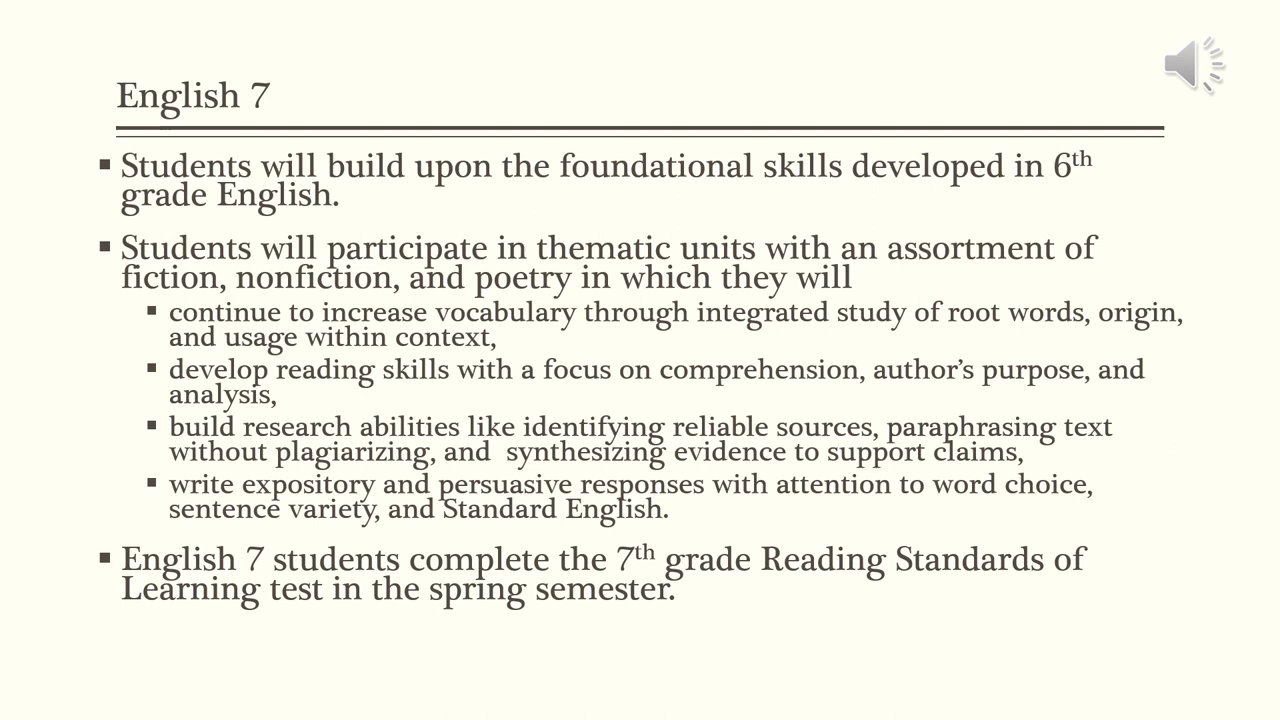 English 7
▪ Students will build upon the foundational skills developed in 6th
grade English.
▪ Students will participate in thematic units with an assortment of
fiction, nonfiction, and poetry in which they will
▪ continue to increase vocabulary through integrated study of root words, origin,
and usage within context,
▪ develop reading skills with a focus on comprehension, author’s purpose, and
analysis,
▪ build research abilities like identifying reliable sources, paraphrasing text
without plagiarizing, and  synthesizing evidence to support claims,
▪ write expository and persuasive responses with attention to word choice,
sentence variety, and Standard English.
▪ English 7 students complete the 7th grade Reading Standards of
Learning test in the spring semester.